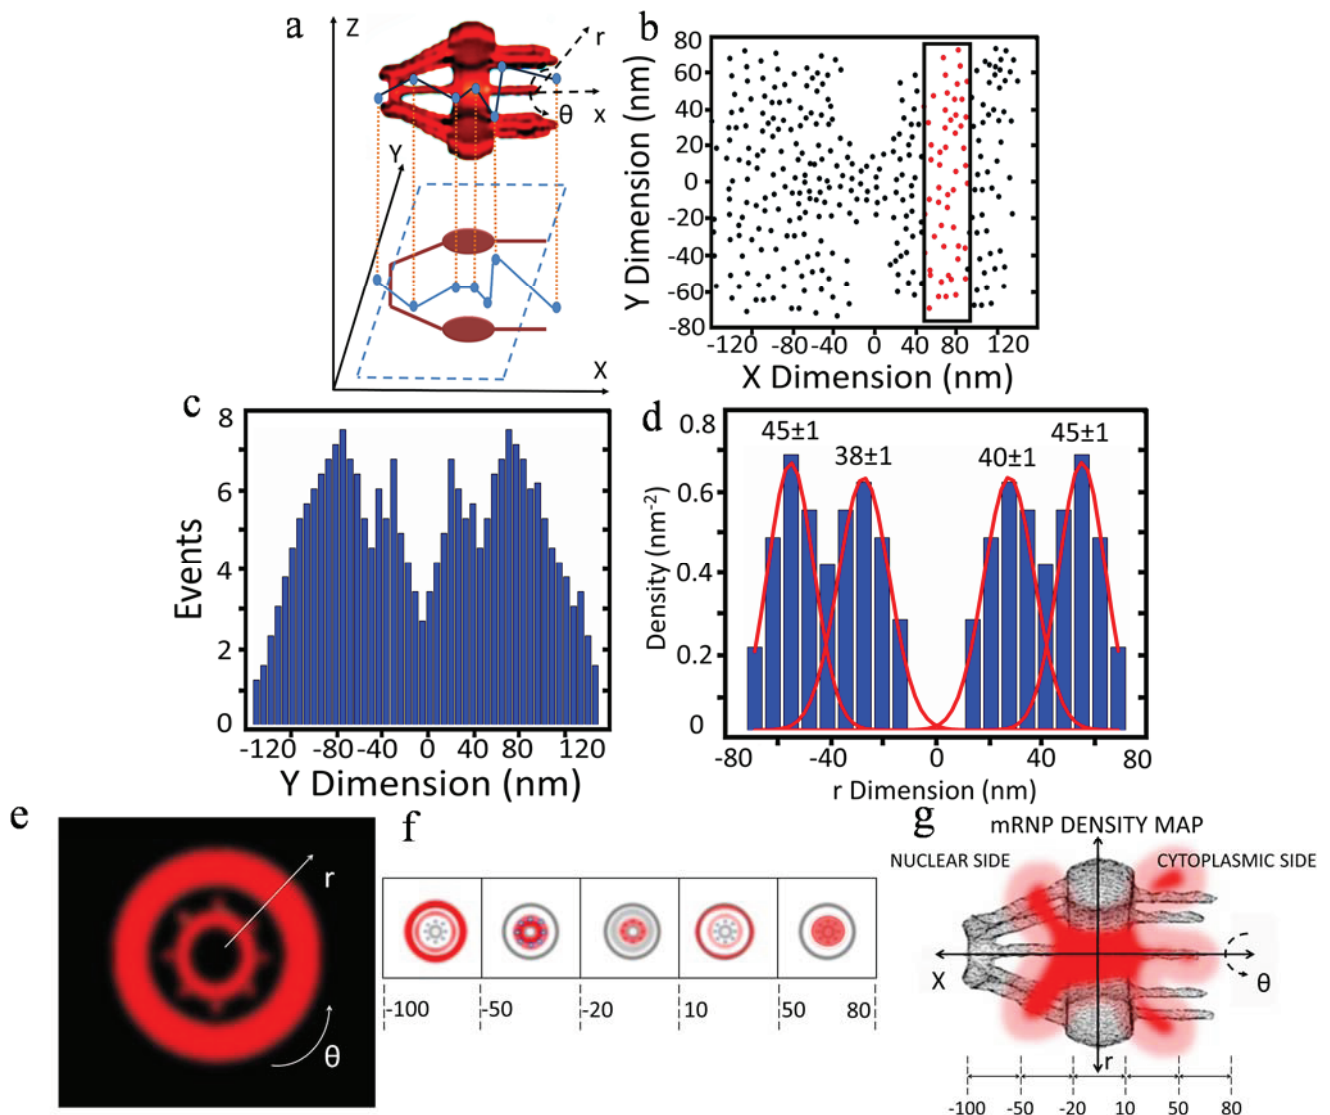 a
Z
r
x
θ
Y
X
b
80
60
40
20
0
-20
-40
-60
-80
-120
-80
-40
0
40
80
120
Y Dimension (nm)
X Dimension (nm)
c
8
6
4
2
0
Events
-120
-80
-40
0
40
80
120
Y Dimension (nm)
d
0.8
0.6
0.4
0.2
0
Density (nm-2)
45±1
38±1
40±1
45±1
-80
-40
0
40
80
r Dimension (nm)
e
r
θ
f
-100
-50
-20
10
50
80
g
mRNP DENSITY MAP
NUCLEAR SIDE
CYTOPLASMIC SIDE
X
θ
r
-100
-50
-20
10
50
80